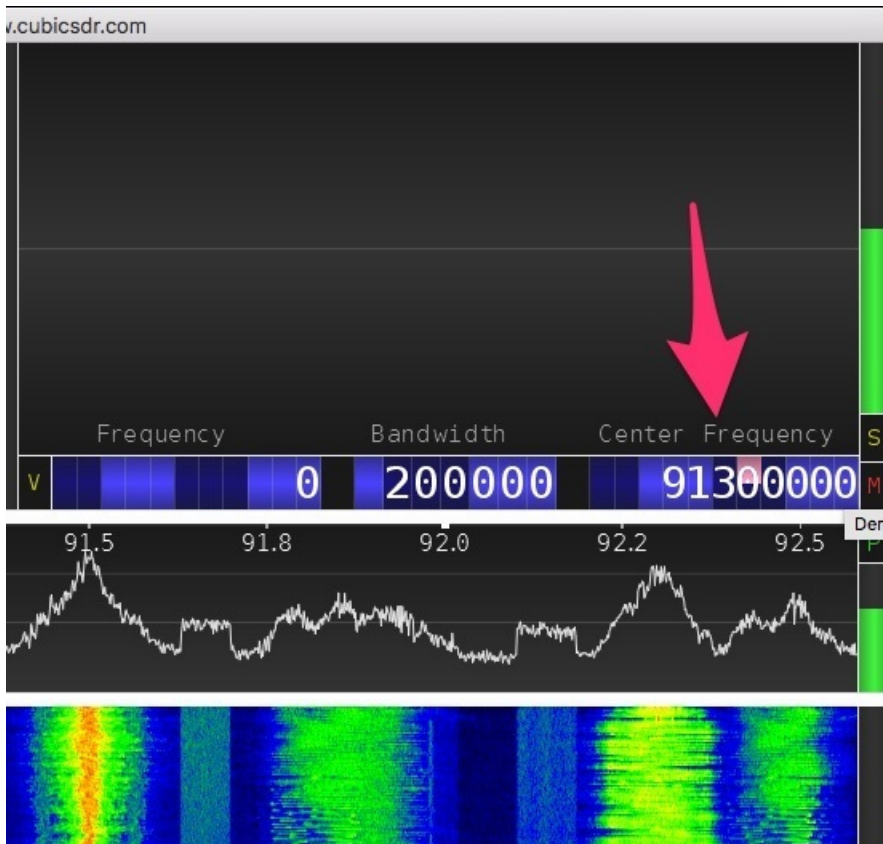 v.cubicsdr.com
Frequency Bandwidth Center Frequency S
V 0 200000 91300000 M
Der
91.5 91.8 92.0 92.2 92.5 P